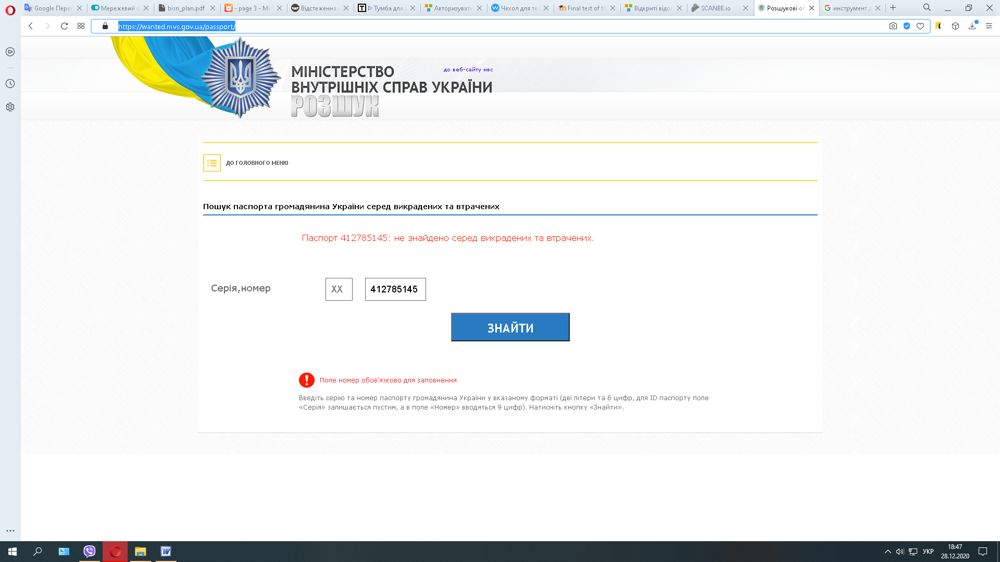 Google Перев
Мережевий ф
bisn_plan.pdf
- page 3 - Mi
Відстеження
▷ Тумба для
Авторизувати
Чехол для те
Final test of th
Відкриті відо
SCANBE.io
Розшукові об
инструмент д
https://wanted.mvs.gov.ua/passport/
МІНІСТЕРСТВО
до веб-сайту мвс
ВНУТРІШНІХ СПРАВ УКРАЇНИ
РОЗШУК
ДО ГОЛОВНОГО МЕНЮ
Пошук паспорта громадянина України серед викрадених та втрачених
Паспорт 412785145: не знайдено серед викрадених та втрачених.
Серія,номер
XX
412785145
ЗНАЙТИ
Поле номер обов'язково для заповнення
Введіть серію та номер паспорту громадянина України у вказаному форматі (дві літери та 6 цифр, для ID паспорту поле
«Серія» залишається пустим, а в поле «Номер» вводяться 9 цифр). Натисніть кнопку «Знайти».
УКР
18:47
28.12.2020